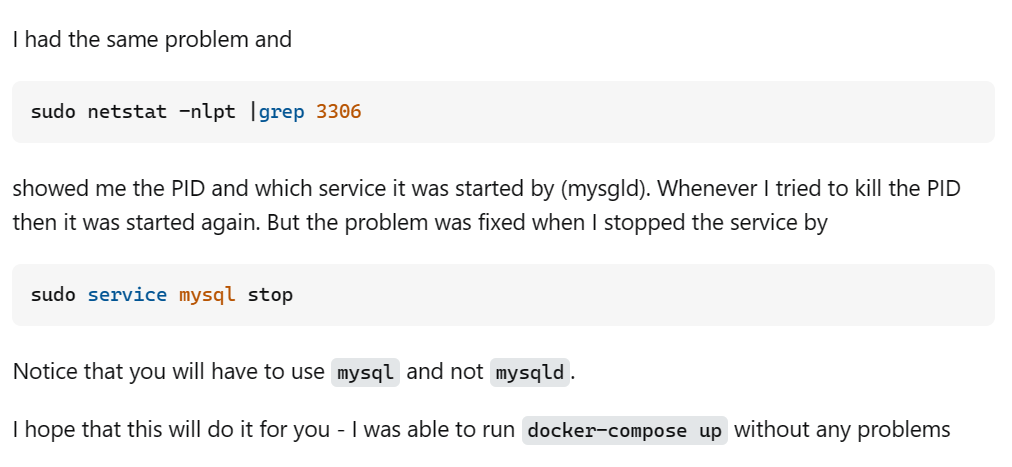 I had the same problem and
sudo netstat -nlpt |grep 3306
showed me the PID and which service it was started by (mysgld). Whenever I tried to kill the PID
then it was started again. But the problem was fixed when I stopped the service by
sudo service mysql stop
Notice that you will have to use mysql and not mysqld.
I hope that this will do it for you - I was able to run docker-compose up without any problems